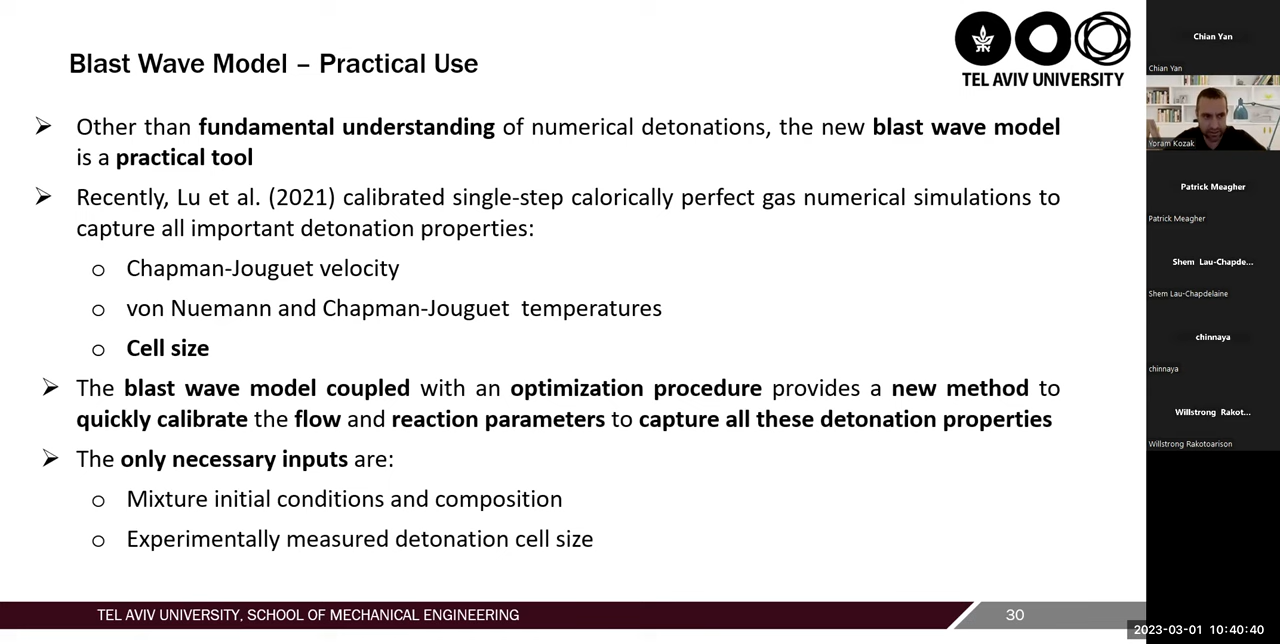 Blast Wave Model – Practical Use
TEL AVIV UNIVERSITY
Other than fundamental understanding of numerical detonations, the new blast wave model
is a practical tool
Recently, Lu et al. (2021) calibrated single-step calorically perfect gas numerical simulations to
capture all important detonation properties:
Chapman-Jouguet velocity
von Nuemann and Chapman-Jouguet temperatures
Cell size
The blast wave model coupled with an optimization procedure provides a new method to
quickly calibrate the flow and reaction parameters to capture all these detonation properties
The only necessary inputs are:
Mixture initial conditions and composition
Experimentally measured detonation cell size
TEL AVIV UNIVERSITY, SCHOOL OF MECHANICAL ENGINEERING
30
Chian Yan
Chian Yan
Yoram Kozak
Patrick Meagher
Patrick Meagher
Shem Lau-Chapde...
Shem Lau-Chapdelaine
chinnaya
chinnaya
Willstrong Rakot...
Willstrong Rakotoarison
2023-03-01 10:40:40